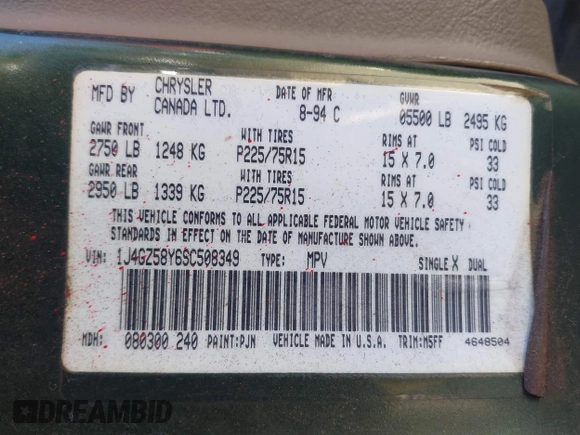 MFD BY CHRYSLER CANADA LTD. DATE OF MFR 8-94 C GVWR 05500 LB 2495 KG
GAWR FRONT WITH TIRES RIMS AT PSI COLD
2750 LB 1248 KG P225/75R15 15 X 7.0 33
GAWR REAR WITH TIRES RIMS AT PSI COLD
2950 LB 1339 KG P225/75R15 15 X 7.0 33
THIS VEHICLE CONFORMS TO ALL APPLICABLE FEDERAL MOTOR VEHICLE SAFETY
STANDARDS IN EFFECT ON THE DATE OF MANUFACTURE SHOWN ABOVE.
VIN: 1J4GZ58Y6SC508349 TYPE: MPV SINGLE X DUAL
MDH: 080300 240 PAINT:PJN VEHICLE MADE IN U.S.A. TRIM:M5FF 4648504
DREAMBID